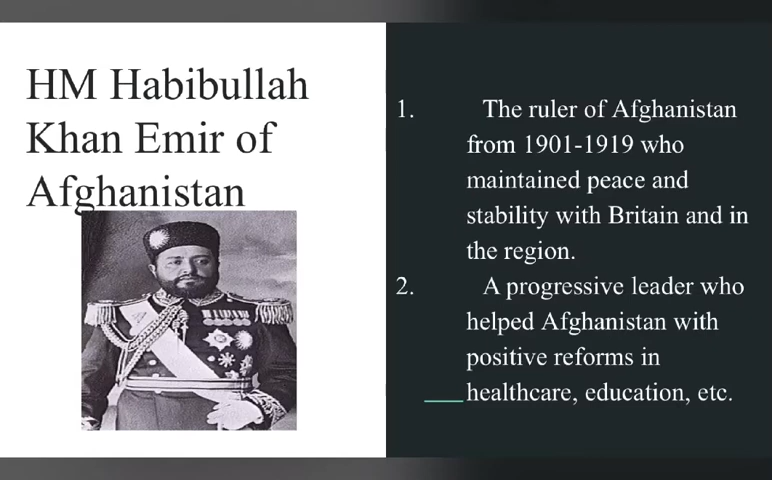 HM Habibullah
Khan Emir of
Afghanistan
1. The ruler of Afghanistan
from 1901-1919 who
maintained peace and
stability with Britain and in
the region.
2. A progressive leader who
helped Afghanistan with
positive reforms in
healthcare, education, etc.